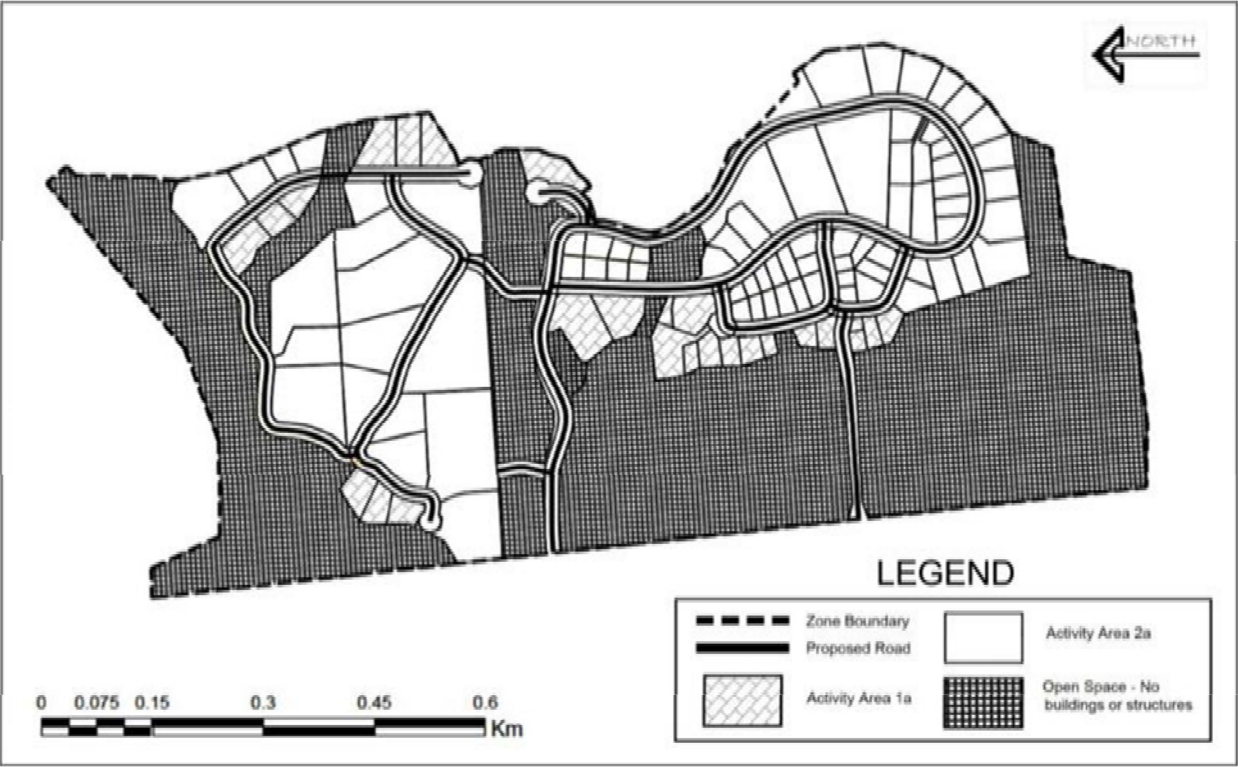 NORTH
LEGEND
Zone Boundary
Proposed Road
Activity Area 2a
Activity Area 1a
Open Space - No
buildings or structures
0 0.075 0.15 0.3 0.45 0.6
Km